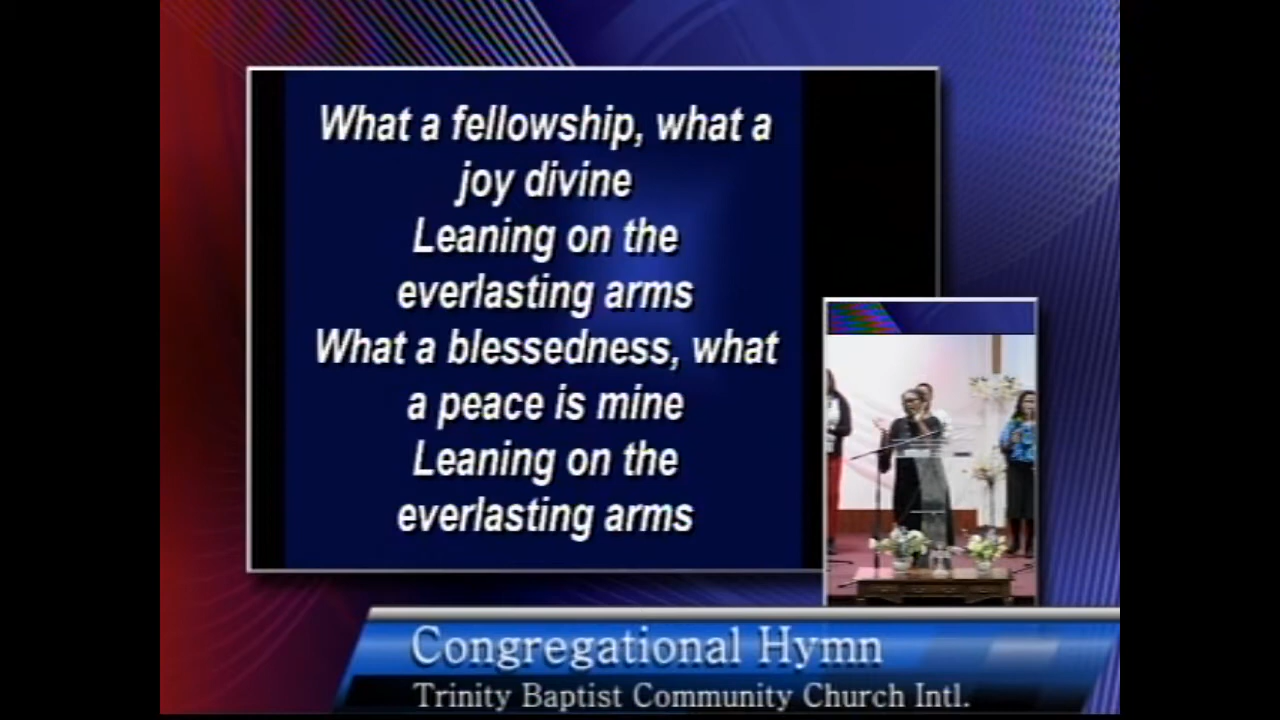 What a fellowship, what a
joy divine
Leaning on the
everlasting arms
What a blessedness, what
a peace is mine
Leaning on the
everlasting arms
Congregational Hymn
Trinity Baptist Community Church Intl.